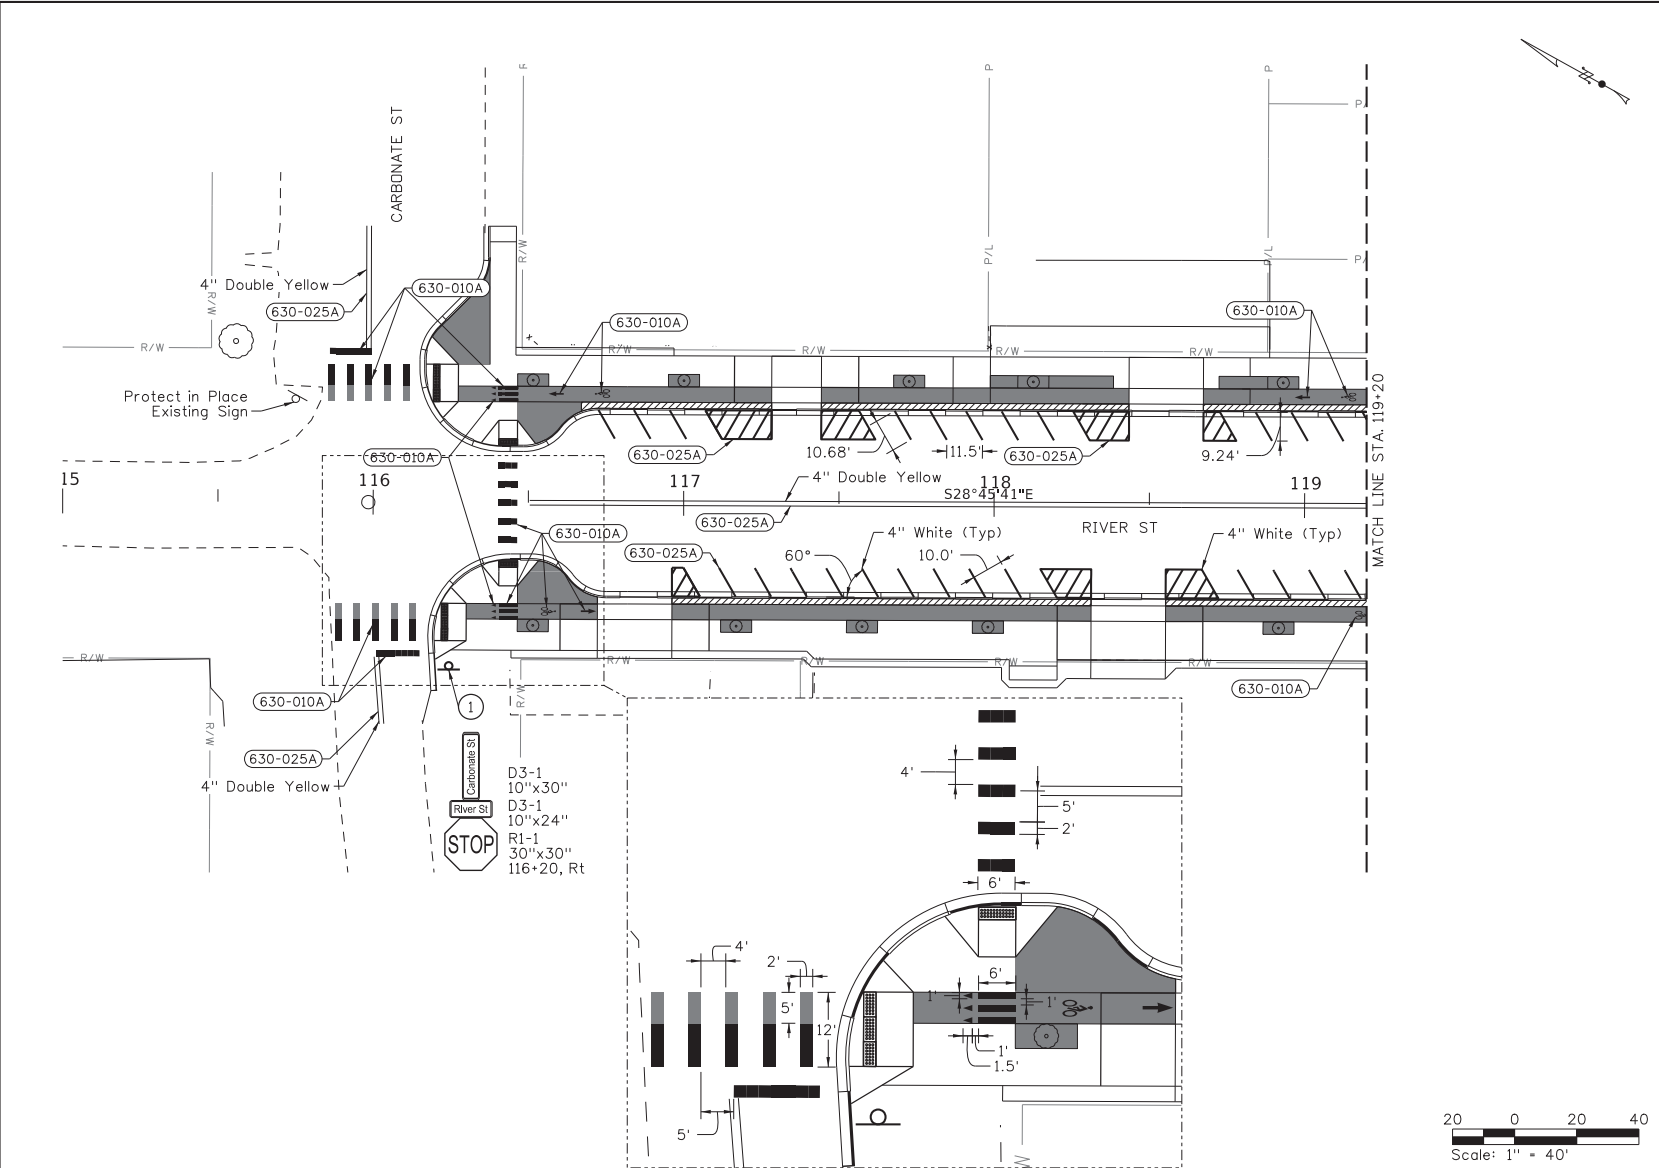 CARBONATE ST
P
P
P
P/
R/W
P/L
P/L
P/
4" Double Yellow
630-010A
630-025A
R/W
630-010A
630-010A
R/W
R/W
R/W
R/W
R/W
Protect in Place
Existing Sign
MATCH LINE STA. 119+20
630-010A
630-025A
10.68'
11.5'
630-025A
9.24'
15
116
117
4" Double Yellow
118
119
S28°45'41"E
630-025A
RIVER ST
630-010A
630-025A
60°
4" White (Typ)
10.0'
4" White (Typ)
R/W
R/W
R/W
R/W
R/W
R/W
R/W
630-010A
630-010A
1
630-025A
4" Double Yellow
Carbonate St
River St
STOP
D3-1
10"x30"
D3-1
10"x24"
R1-1
30"x30"
116+20, Rt
4'
5'
2'
6'
4'
2'
5'
12'
6'
1'
1'
1'
1.5'
5'
W
20 0 20 40
Scale: 1" = 40'